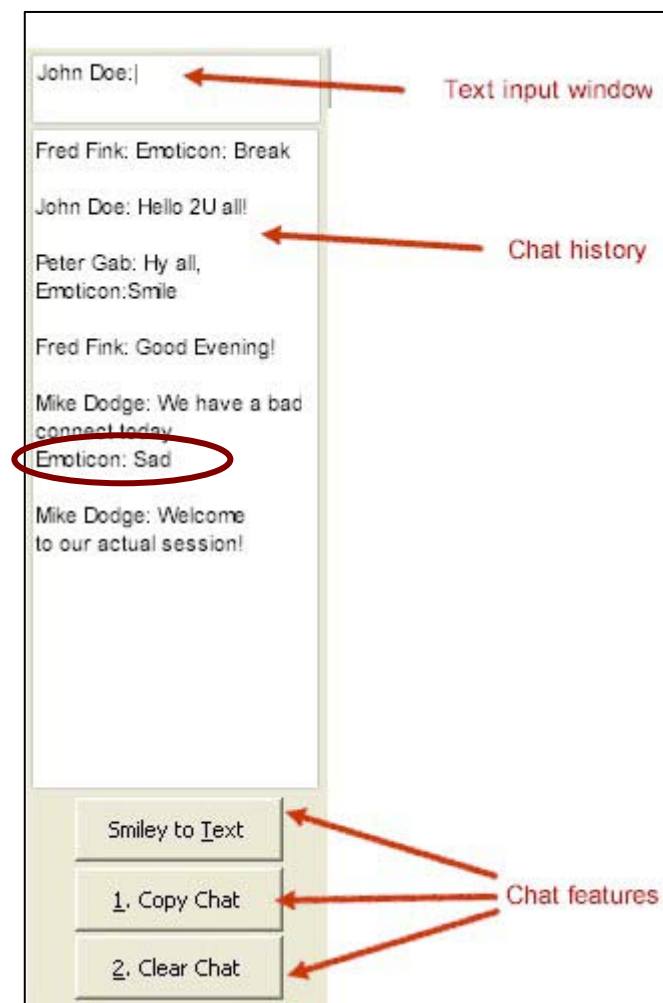 John Doe:
Text input window
Fred Fink: Emoticon: Break
John Doe: Hello 2U all!
Chat history
Peter Gab: Hy all,
Emoticon:Smile
Fred Fink: Good Evening!
Mike Dodge: We have a bad
connect today
Emoticon: Sad
Mike Dodge: Welcome
to our actual session!
Smiley to Text
1. Copy Chat
Chat features
2. Clear Chat